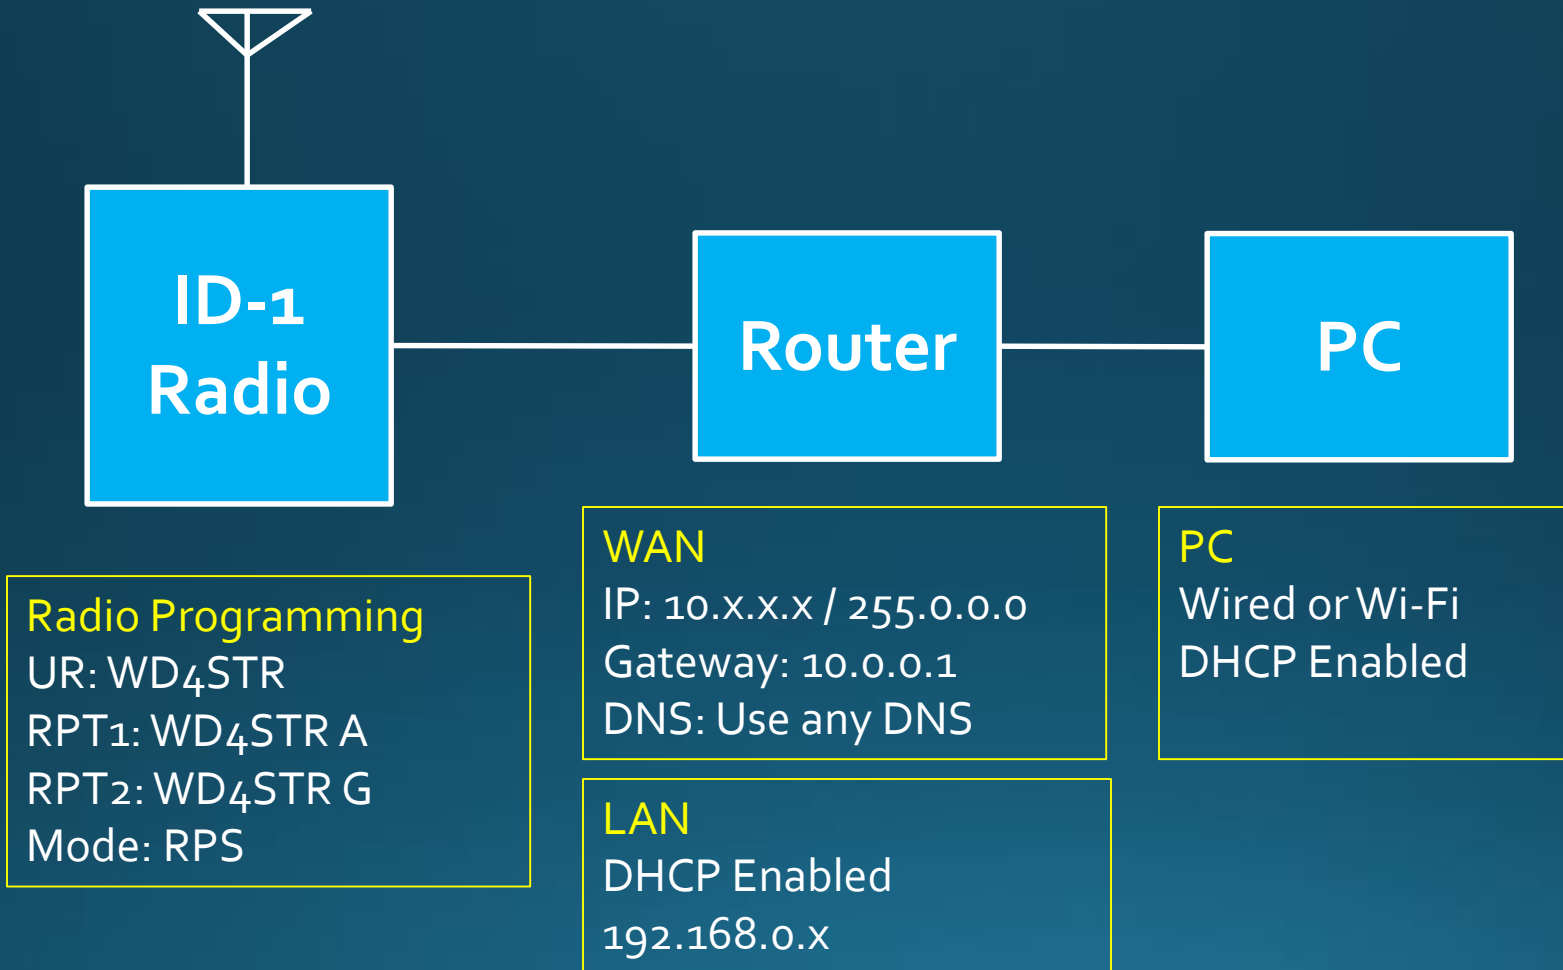 ID-1
Radio
Router
PC
Radio Programming
UR: WD4STR
RPT1: WD4STR A
RPT2: WD4STR G
Mode: RPS
WAN
IP: 10.x.x.x / 255.0.0.0
Gateway: 10.0.0.1
DNS: Use any DNS
LAN
DHCP Enabled
192.168.0.x
PC
Wired or Wi-Fi
DHCP Enabled